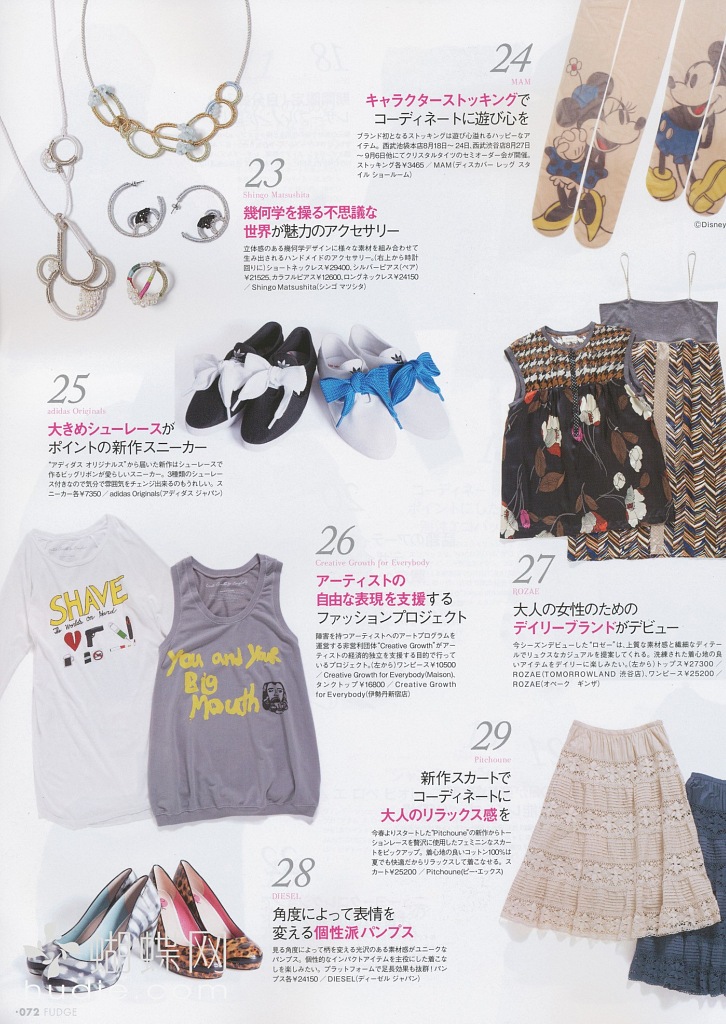 24
MAM
キャラクターストッキングで
コーディネートに遊び心を
ブランド初となるストッキングは遊び心溢れるハッピーなア
イテム。西武池袋本店8月18日〜24日、西武渋谷店8月27日
〜9月6日他にてクリスタルタイツのセミオーダー会が開催。
ストッキング各¥3465 / MAM(ディスカバー レッグ スタ
イル ショールーム)
©Disney
23
Shingo Matsushita
幾何学を操る不思議な
世界が魅力のアクセサリー
立体感のある幾何学デザインに様々な素材を組み合わせて
生み出されるハンドメイドのアクセサリー。(右上から時計
回りに)ショートネックレス¥29400、シルバーピアス(ペア)
¥21525、カラフルピアス¥12600、ロングネックレス¥24150
/ Shingo Matsushita(シンゴ マツシタ)
25
adidas Originals
大きめシューレースが
ポイントの新作スニーカー
"アディダス オリジナルス"から届いた新作はシューレースで
作るビッグリボンが愛らしいスニーカー。3種類のシューレー
ス付きなので気分で雰囲気をチェンジ出来るのもうれしい。ス
ニーカー各¥7350 / adidas Originals(アディダス ジャパン)
26
Creative Growth for Everybody
アーティストの
自由な表現を支援する
ファッションプロジェクト
障害を持つアーティストへのアートプログラムを
運営する非営利団体"Creative Growth"がアー
ティストの経済的独立を支援する目的で行って
いるプロジェクト。(左から)ワンピース¥10500
/ Creative Growth for Everybody(Maison)、
タンクトップ¥16800 / Creative Growth
for Everybody(伊勢丹新宿店)
SHAVE
You and Your
Big
Mouth
27
ROZAE
大人の女性のための
デイリーブランドがデビュー
今シーズンデビューした"ロゼー"は、上質な素材感と繊細なディテー
ルでリュクスなカジュアルを提案してくれる。洗練された着心地の良
いアイテムをデイリーに楽しみたい。(左から)トップス¥27300 /
ROZAE(TOMORROWLAND 渋谷店)、ワンピース¥25200 /
ROZAE(オペーク ギンザ)
29
Pitchoune
新作スカートで
コーディネートに
大人のリラックス感を
今春よりスタートした"Pitchoune"の新作からトー
ションレースを贅沢に使用したフェミニンなスカー
トをピックアップ。着心地の良いコットン100%は
夏でも快適だからリラックスして着こなせる。ス
カート¥25200 / Pitchoune(ビー・エックス)
28
DIESEL
角度によって表情を
変える個性派パンプス
見る角度によって柄を変える光沢のある素材感がユニークな
パンプス。個性的なインパクトアイテムを主役にした着こな
しを楽しみたい。プラットフォームで足長効果も抜群!パン
プス各¥24150 / DIESEL(ディーゼル ジャパン)
蝴蝶网
hudie.com
·072 FUDGE